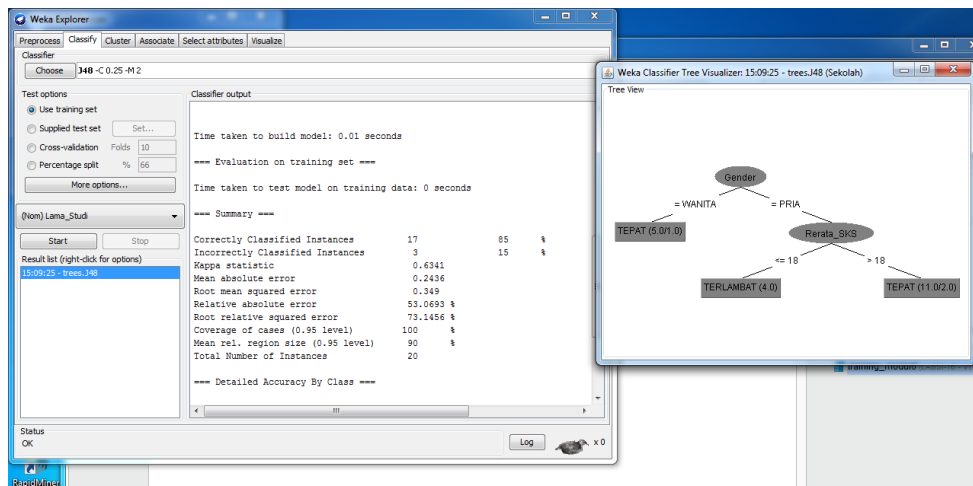 Weka Explorer
Preprocess Classify Cluster Associate Select attributes Visualize
Classifier
Choose J48 -C 0.25 -M 2
Test options
Use training set
Supplied test set Set...
Cross-validation Folds 10
Percentage split % 66
More options...
(Nom) Lama_Studi
Start Stop
Result list (right-click for options)
15:09:25 - trees.J48
Classifier output
Time taken to build model: 0.01 seconds
=== Evaluation on training set ===
Time taken to test model on training data: 0 seconds
=== Summary ===
Correctly Classified Instances 17 85 %
Incorrectly Classified Instances 3 15 %
Kappa statistic 0.6341
Mean absolute error 0.2436
Root mean squared error 0.349
Relative absolute error 53.0693 %
Root relative squared error 73.1456 %
Coverage of cases (0.95 level) 100 %
Mean rel. region size (0.95 level) 90 %
Total Number of Instances 20
=== Detailed Accuracy By Class ===
Status
OK
Log x 0
Weka Classifier Tree Visualizer: 15:09:25 - trees.J48 (Sekolah)
Tree View
Gender
= WANITA = PRIA
TEPAT (5.0/1.0) Rerata_SKS
<= 18 > 18
TERLAMBAT (4.0) TEPAT (11.0/2.0)
RapidMiner